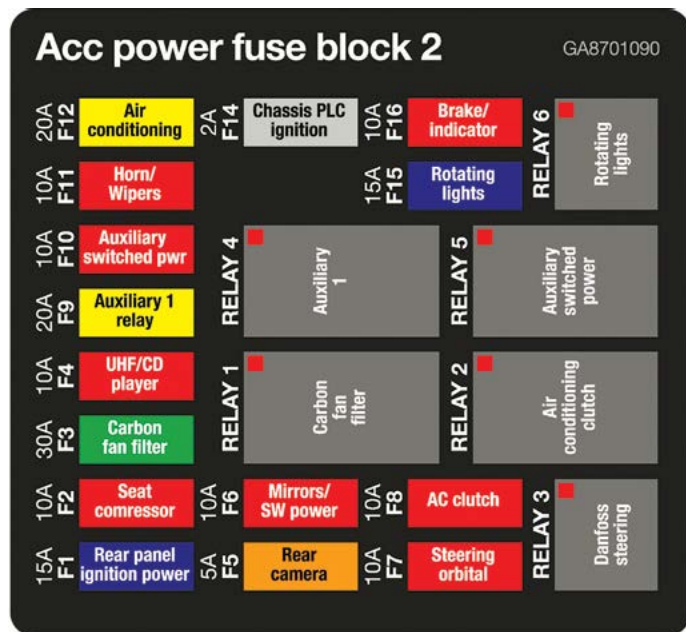 Acc power fuse block 2
GA8701090
20A
F12
Air
conditioning
2A
F14
Chassis PLC
ignition
10A
F16
Brake/
indicator
RELAY 6
Rotating
lights
10A
F11
Horn/
Wipers
15A
F15
Rotating
lights
10A
F10
Auxiliary
switched pwr
RELAY 4
Auxiliary
1
RELAY 5
Auxiliary
switched
power
20A
F9
Auxiliary 1
relay
10A
F4
UHF/CD
player
RELAY 1
Carbon
fan
filter
RELAY 2
Air
conditioning
clutch
30A
F3
Carbon
fan filter
10A
F2
Seat
comressor
10A
F6
Mirrors/
SW power
10A
F8
AC clutch
RELAY 3
Danfoss
steering
15A
F1
Rear panel
ignition power
5A
F5
Rear
camera
10A
F7
Steering
orbital